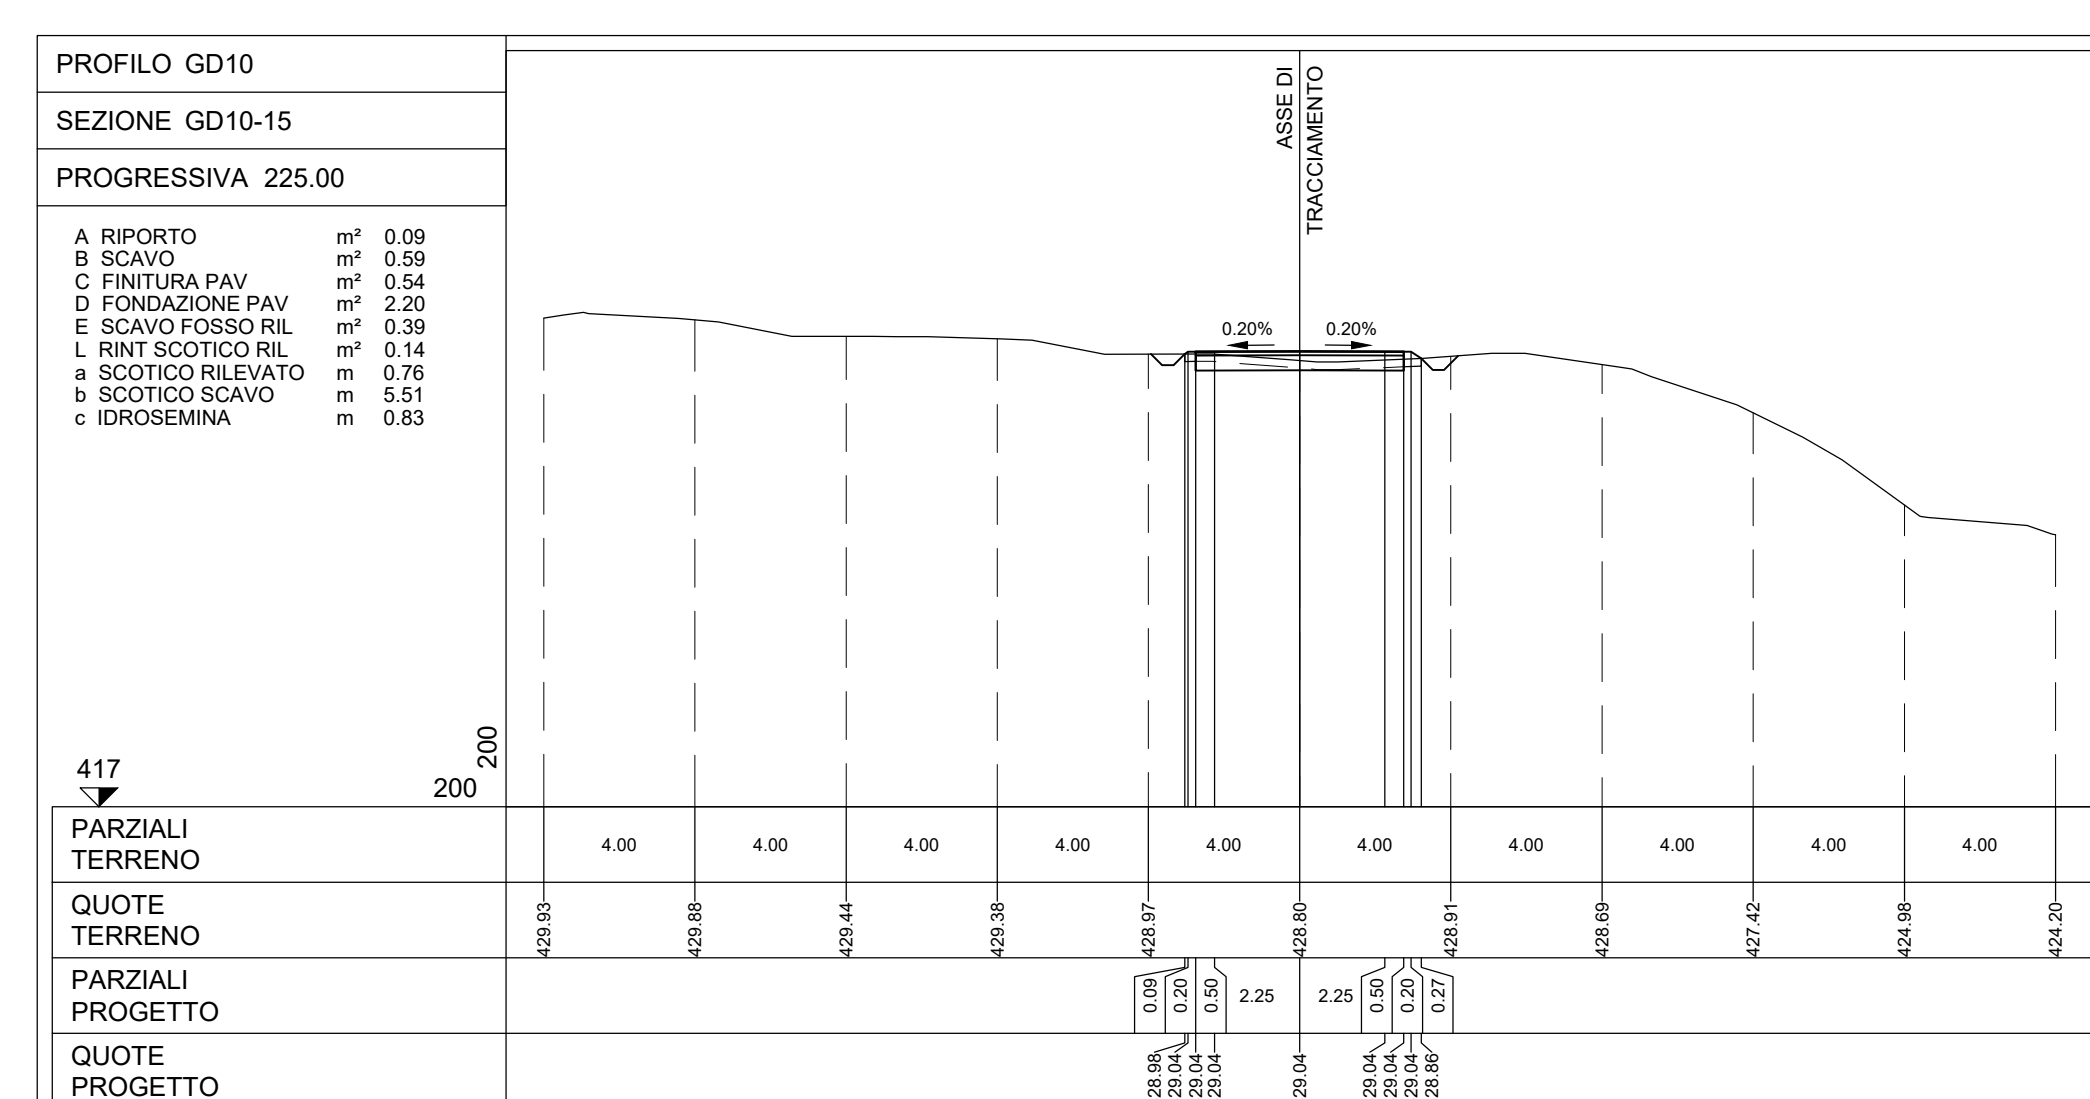 PROFILO GD10
SEZIONE GD10-15
PROGRESSIVA 225.00
A RIPORTO m² 0.09
B SCAVO m² 0.59
C FINITURA PAV m² 0.54
D FONDAZIONE PAV m² 2.20
E SCAVO FOSSO RIL m² 0.39
L RINT SCOTICO RIL m² 0.14
a SCOTICO RILEVATO m 0.76
b SCOTICO SCAVO m 5.51
c IDROSEMINA m 0.83
ASSE DI
TRACCIAMENTO
0.20% 0.20%
417
200
200
PARZIALI
TERRENO
4.00 4.00 4.00 4.00 4.00 4.00 4.00 4.00 4.00 4.00
QUOTE
TERRENO
429.93 429.88 429.44 429.38 428.97 428.80 428.91 428.69 427.42 424.98 424.20
PARZIALI
PROGETTO
0.09 0.20 0.50 2.25 2.25 0.50 0.20 0.27
QUOTE
PROGETTO
28.98 29.04 29.04 29.04 29.04 29.04 29.04 29.04 28.86